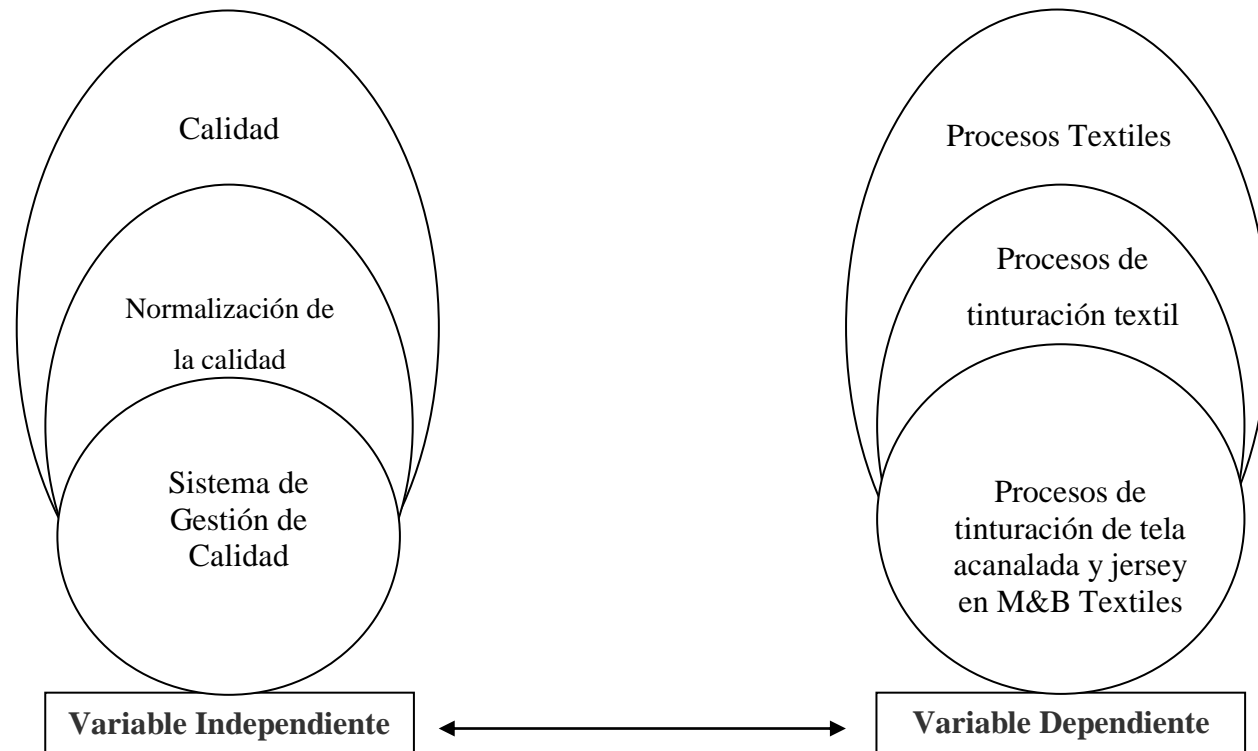 Calidad
Normalización de
la calidad
Sistema de
Gestión de
Calidad
Variable Independiente
Procesos Textiles
Procesos de
tinturación textil
Procesos de
tinturación de tela
acanalada y jersey
en M&B Textiles
Variable Dependiente